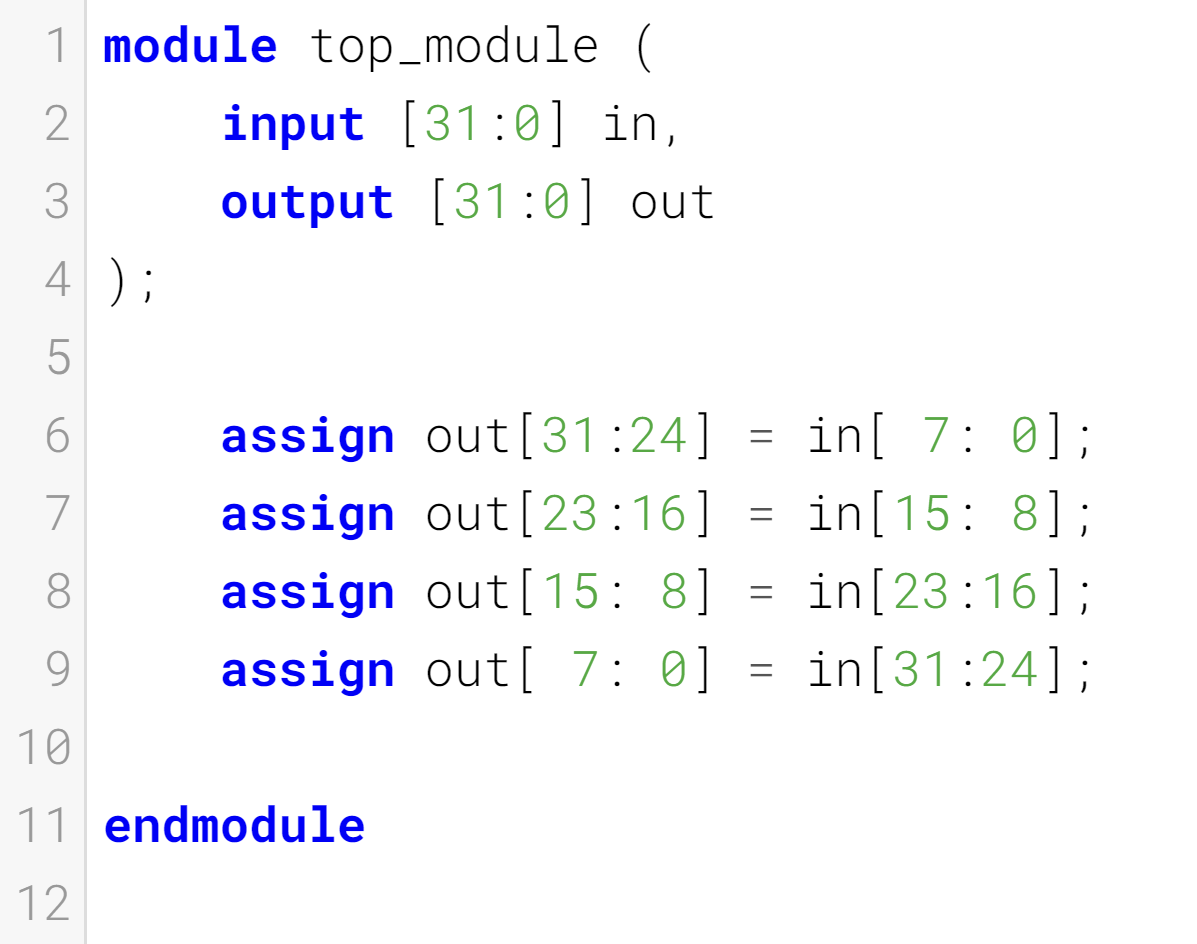 1 module top_module (
2     input [31:0] in,
3     output [31:0] out
4 );
5
6     assign out[31:24] = in[ 7: 0];
7     assign out[23:16] = in[15: 8];
8     assign out[15: 8] = in[23:16];
9     assign out[ 7: 0] = in[31:24];
10
11 endmodule
12